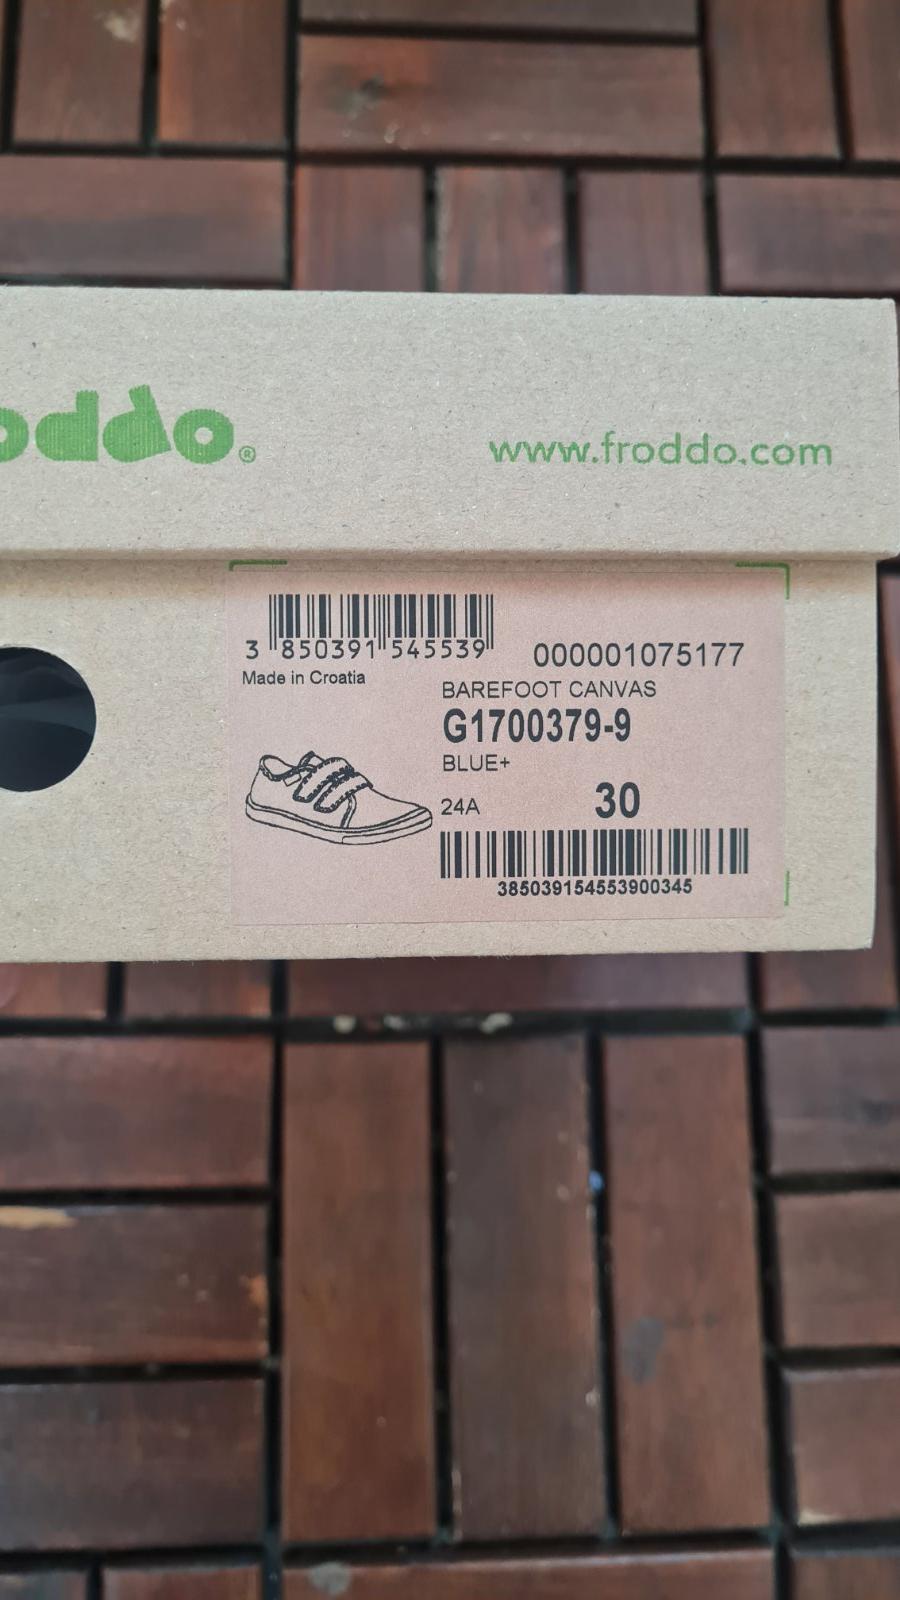 oddo®
www.froddo.com
3 850391 545539
000001075177
Made in Croatia
BAREFOOT CANVAS
G1700379-9
BLUE+
24A
30
385039154553900345